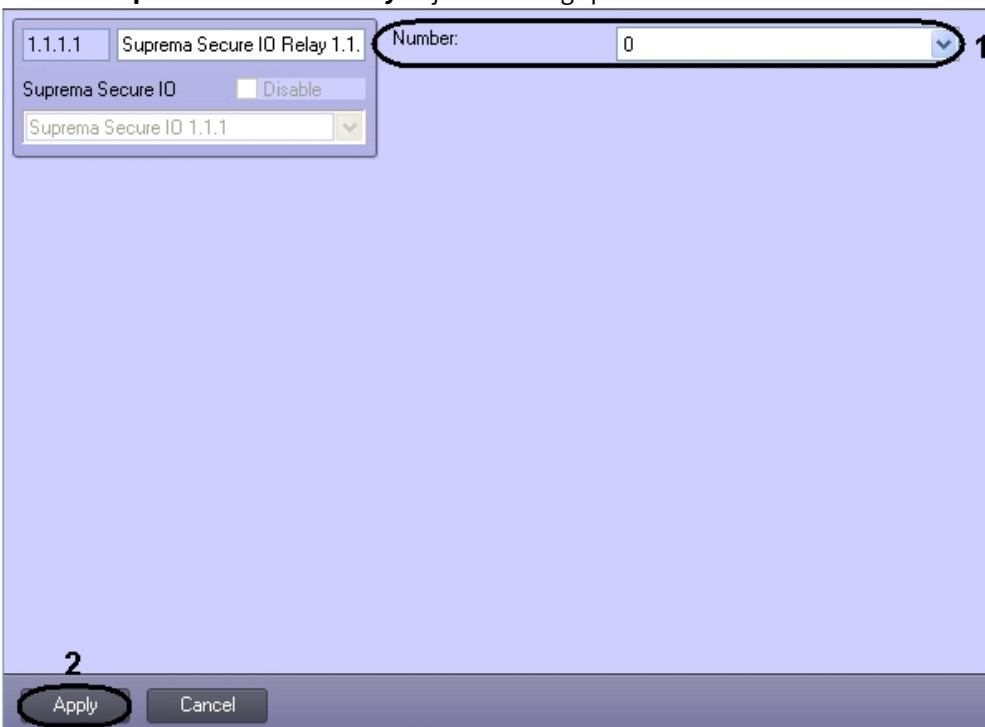 1.1.1.1 Suprema Secure IO Relay 1.1. Number: 0 1
Suprema Secure IO Disable
Suprema Secure IO 1.1.1
2
Apply Cancel